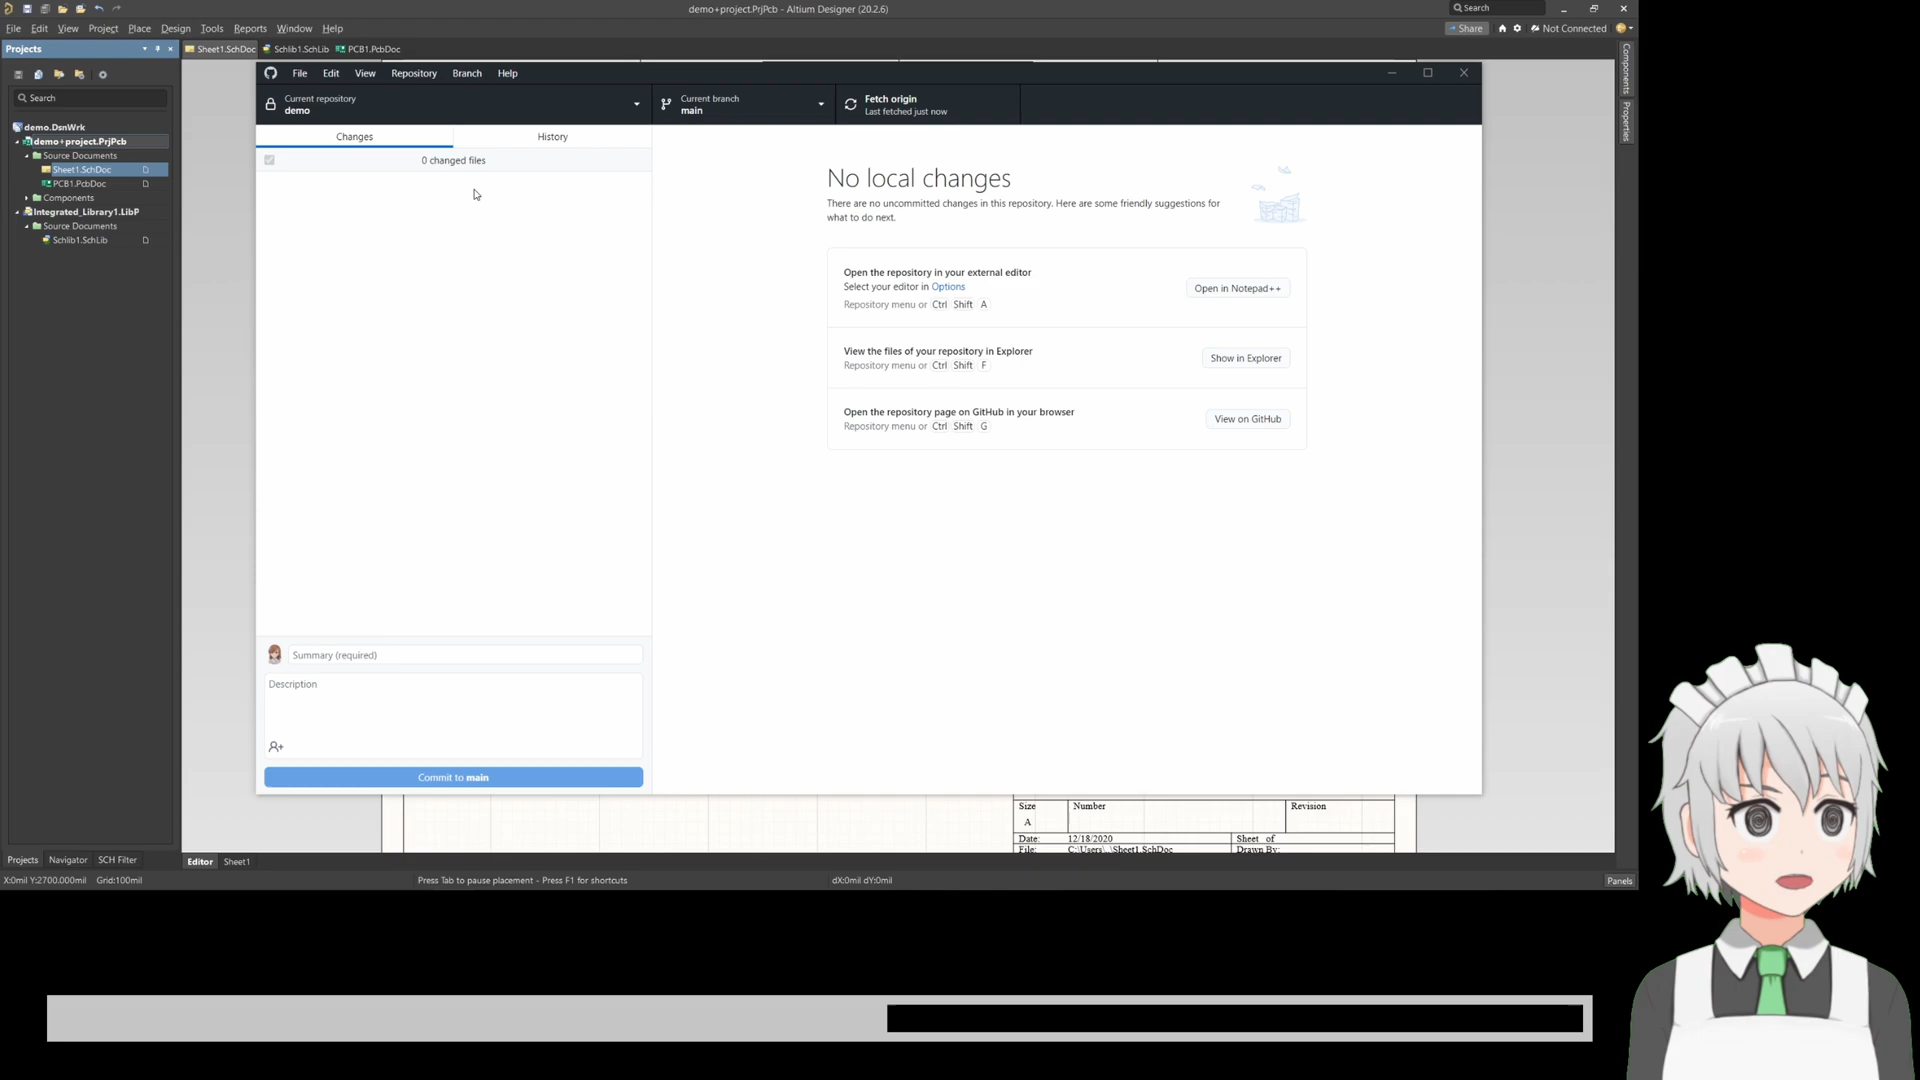 demo+project.PrjPcb - Altium Designer (20.2.6)
Search
File Edit View Project Place Design Tools Reports Window Help
Share
Not Connected
Projects
Sheet1.SchDoc
Schlib1.SchLib
PCB1.PcbDoc
Search
demo.DsnWrk
demo+project.PrjPcb
Source Documents
Sheet1.SchDoc
PCB1.PcbDoc
Components
Integrated_Library1.LibP
Source Documents
Schlib1.SchLib
Components
Properties
File Edit View Repository Branch Help
Current repository
demo
Current branch
main
Fetch origin
Last fetched just now
Changes
History
0 changed files
No local changes
There are no uncommitted changes in this repository. Here are some friendly suggestions for
what to do next.
Open the repository in your external editor
Select your editor in Options
Repository menu or Ctrl Shift A
Open in Notepad++
View the files of your repository in Explorer
Repository menu or Ctrl Shift F
Show in Explorer
Open the repository page on GitHub in your browser
Repository menu or Ctrl Shift G
View on GitHub
Summary (required)
Description
Commit to main
Size
Number
Revision
A
Date: 12/18/2020
Sheet of
File: C:\Users\..\Sheet1.SchDoc
Drawn By:
Projects
Navigator
SCH Filter
Editor
Sheet1
X:0mil Y:2700.000mil Grid:100mil
Press Tab to pause placement - Press F1 for shortcuts
dX:0mil dY:0mil
Panels